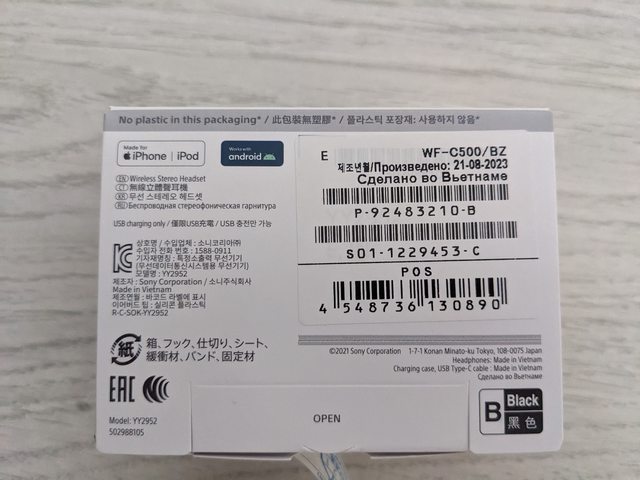 No plastic in this packaging* / 此包裝無塑膠* / 플라스틱 포장재: 사용하지 않음*
Made for
iPhone | iPod
Works with
android
EN Wireless Stereo Headset
CT 無線立體聲耳機
KR 무선 스테레오 헤드셋
RU Беспроводная стереофоническая гарнитура
USB charging only / 僅限USB充電 / USB 충전만 가능
상호명 / 수입업체 : 소니코리아㈜
수입자 전화 번호 : 1588-0911
기자재명칭 : 특정소출력 무선기기
(무선데이터통신시스템용 무선기기)
모델명 : YY2952
제조자 : Sony Corporation / 소니주식회사
Made in Vietnam
제조연월 : 바코드 라벨에 표시
이어버드 팁 : 실리콘 플라스틱
R-C-SOK-YY2952
紙
箱、フック、仕切り、シート、
緩衝材、バンド、固定材
EAC
Model: YY2952
502988105
E WF-C500/BZ
제조년월/Произведено: 21-08-2023
Сделано во Вьетнаме
P-92483210-B
S01-1229453-C
POS
4 548736 130890
©2021 Sony Corporation 1-7-1 Konan Minato-ku Tokyo, 108-0075 Japan
Headphones: Made in Vietnam
Charging case, USB Type-C cable : Made in Vietnam
Сделано во Вьетнаме
OPEN
B Black
黑色